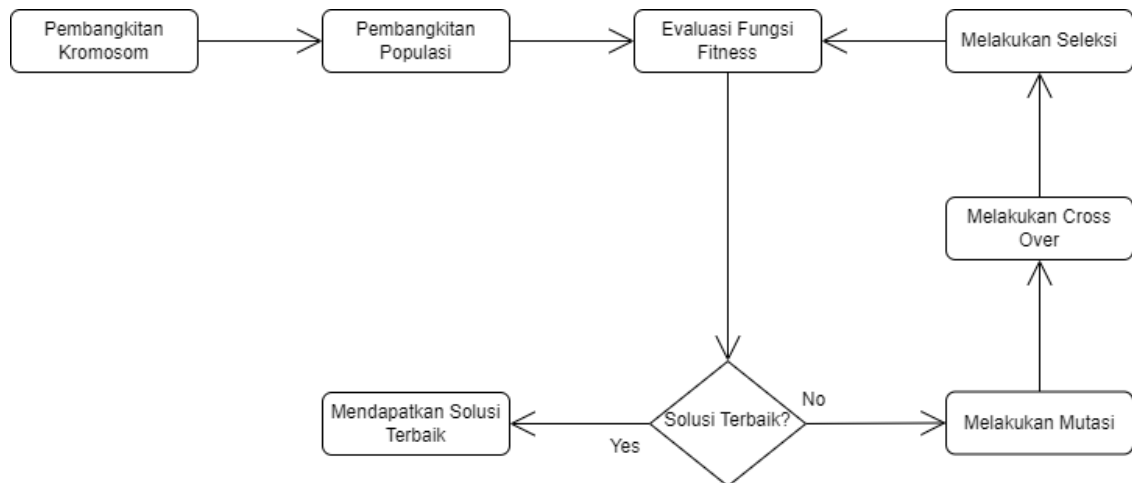 Pembangkitan
Kromosom
Pembangkitan
Populasi
Evaluasi Fungsi
Fitness
Melakukan Seleksi
Melakukan Cross
Over
Mendapatkan Solusi
Terbaik
Yes
Solusi Terbaik?
No
Melakukan Mutasi